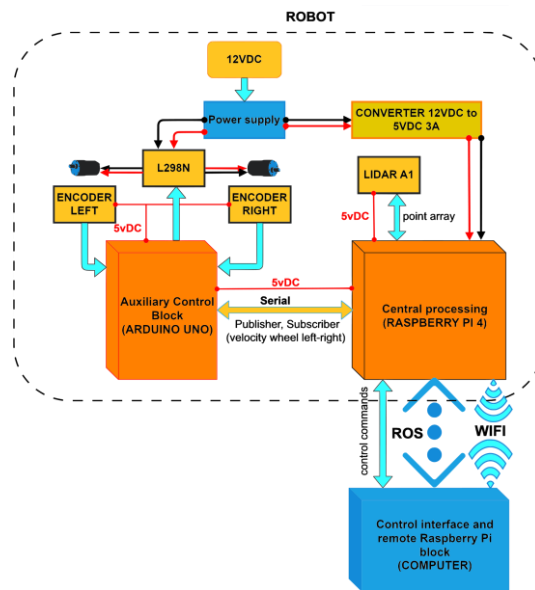 ROBOT
12VDC
Power supply
CONVERTER 12VDC to
5VDC 3A
L298N
LIDAR A1
ENCODER
LEFT
ENCODER
RIGHT
5vDC
5vDC
point array
Auxiliary Control
Block
(ARDUINO UNO)
5vDC
Serial
Publisher, Subscriber
(velocity wheel left-right)
Central processing
(RASPBERRY PI 4)
control commands
ROS
WIFI
Control interface and
remote Raspberry Pi
block
(COMPUTER)